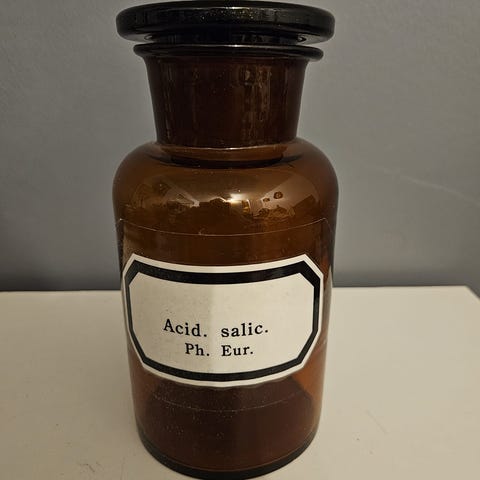 Acid. salic.
Ph. Eur.